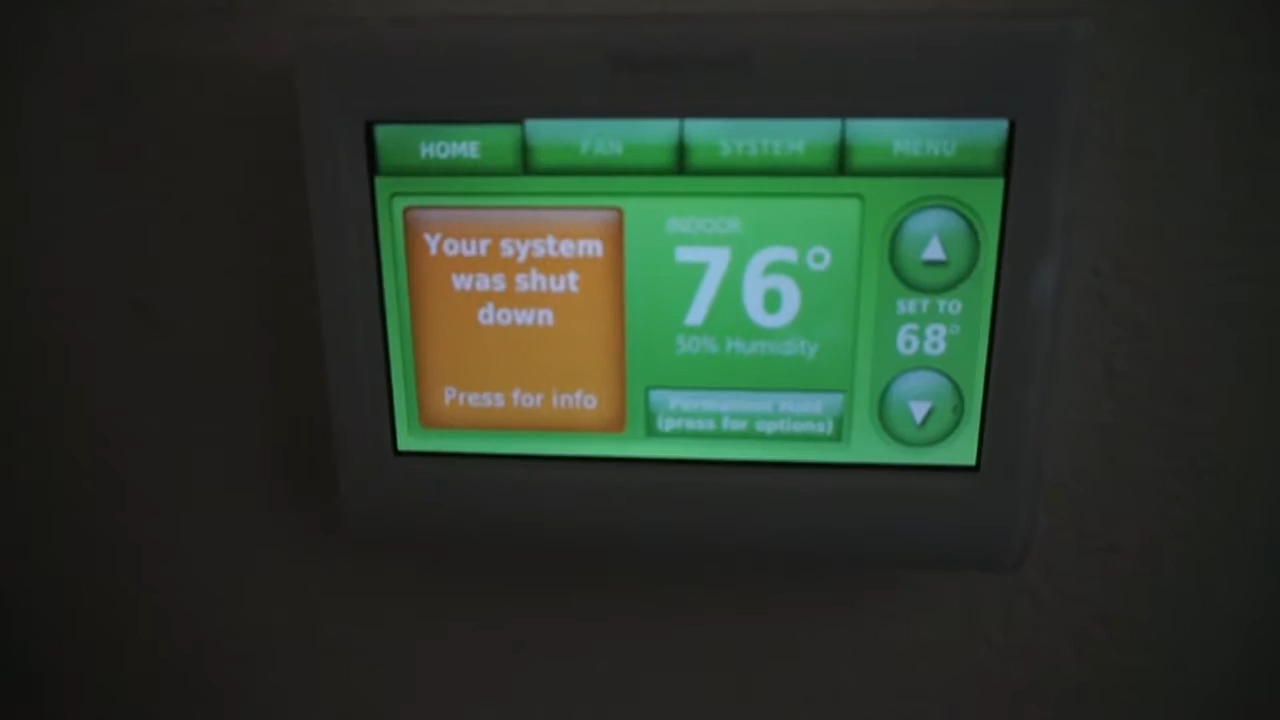 HOME
FAN
SYSTEM
MENU
Your system
was shut
down
Press for info
INDOOR
76°
50% Humidity
Permanent Hold
(press for options)
SET TO
68°